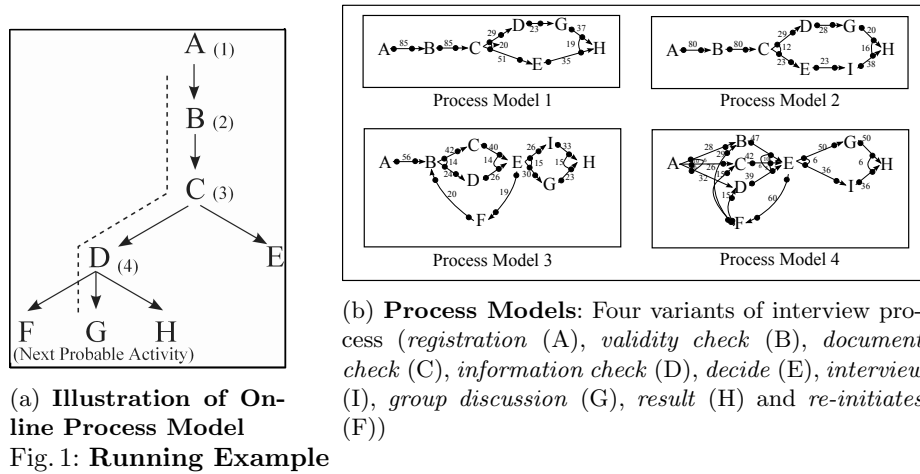 A (1)
B (2)
C (3)
D (4)
E
F G H
(Next Probable Activity)
(a) Illustration of On-
line Process Model
Fig. 1: Running Example
A 85 B 85 C 29 D 23 G 37 20 19 H 51 E 35
Process Model 1
A 80 B 80 C 29 D 28 G 20 12 16 H 23 E 23 I 38
Process Model 2
A 56 B 42 C 40 14 14 E 26 I 33 15 15 H 24 D 26 30 G 23 20 F 19
Process Model 3
A 28 B 47 29 26 C 42 E 50 G 50 6 6 H 32 15 D 39 36 I 36 15 F 60
Process Model 4
(b) Process Models: Four variants of interview pro-
cess (registration (A), validity check (B), document
check (C), information check (D), decide (E), interview
(I), group discussion (G), result (H) and re-initiates
(F))